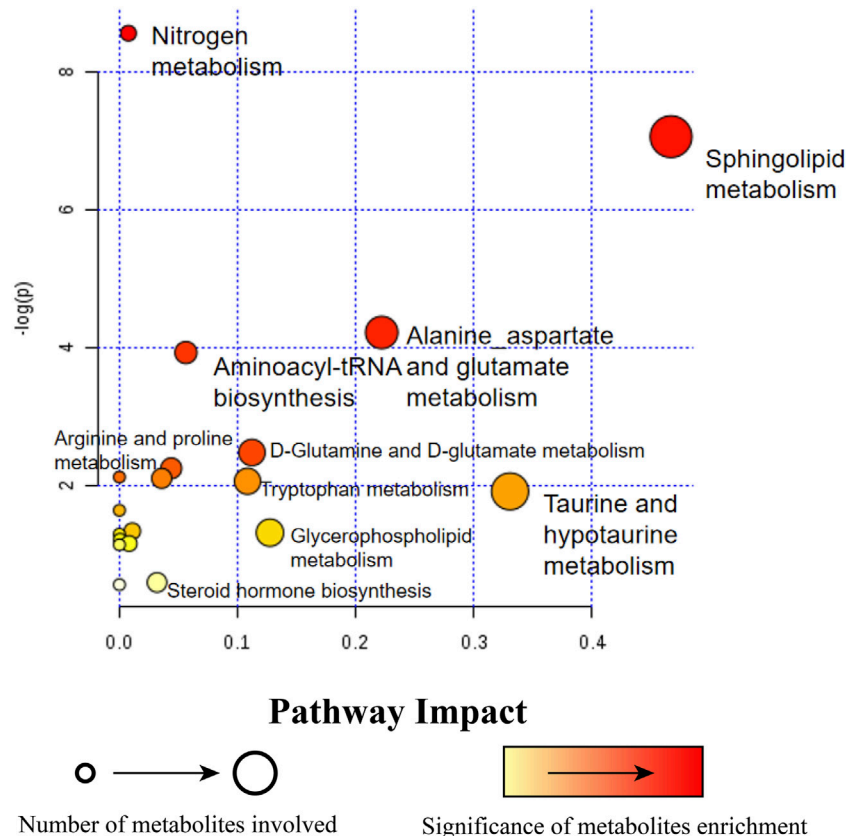 Nitrogen
metabolism
8
Sphingolipid
metabolism
6
-log(p)
Alanine_aspartate
and glutamate
metabolism
4
Aminoacyl-tRNA
biosynthesis
Arginine and proline
metabolism
D-Glutamine and D-glutamate metabolism
2
Tryptophan metabolism
Taurine and
hypotaurine
metabolism
Glycerophospholipid
metabolism
Steroid hormone biosynthesis
0.0 0.1 0.2 0.3 0.4
Pathway Impact
Number of metabolites involved
Significance of metabolites enrichment